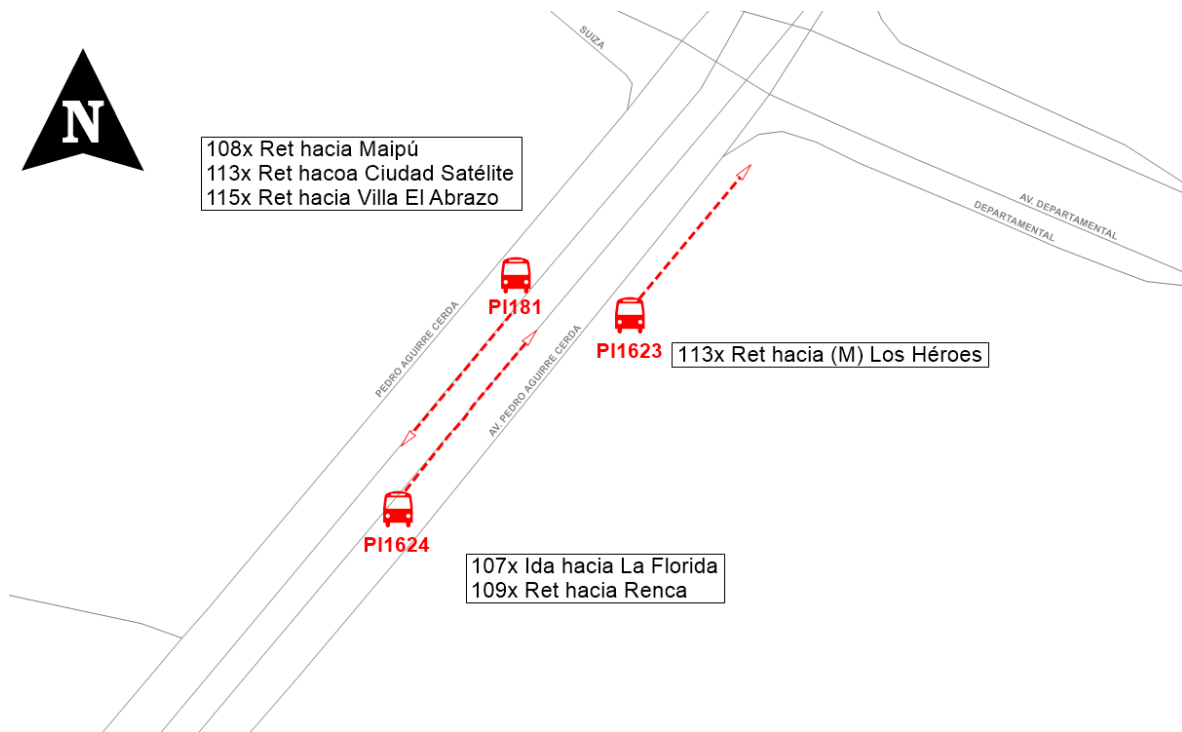 SUIZA
N
108x Ret hacia Maipú
113x Ret hacoa Ciudad Satélite
115x Ret hacia Villa El Abrazo
AV. DEPARTAMENTAL
DEPARTAMENTAL
PI181
PEDRO AGUIRRE CERDA
AV. PEDRO AGUIRRE CERDA
PI1623
113x Ret hacia (M) Los Héroes
PI1624
107x Ida hacia La Florida
109x Ret hacia Renca